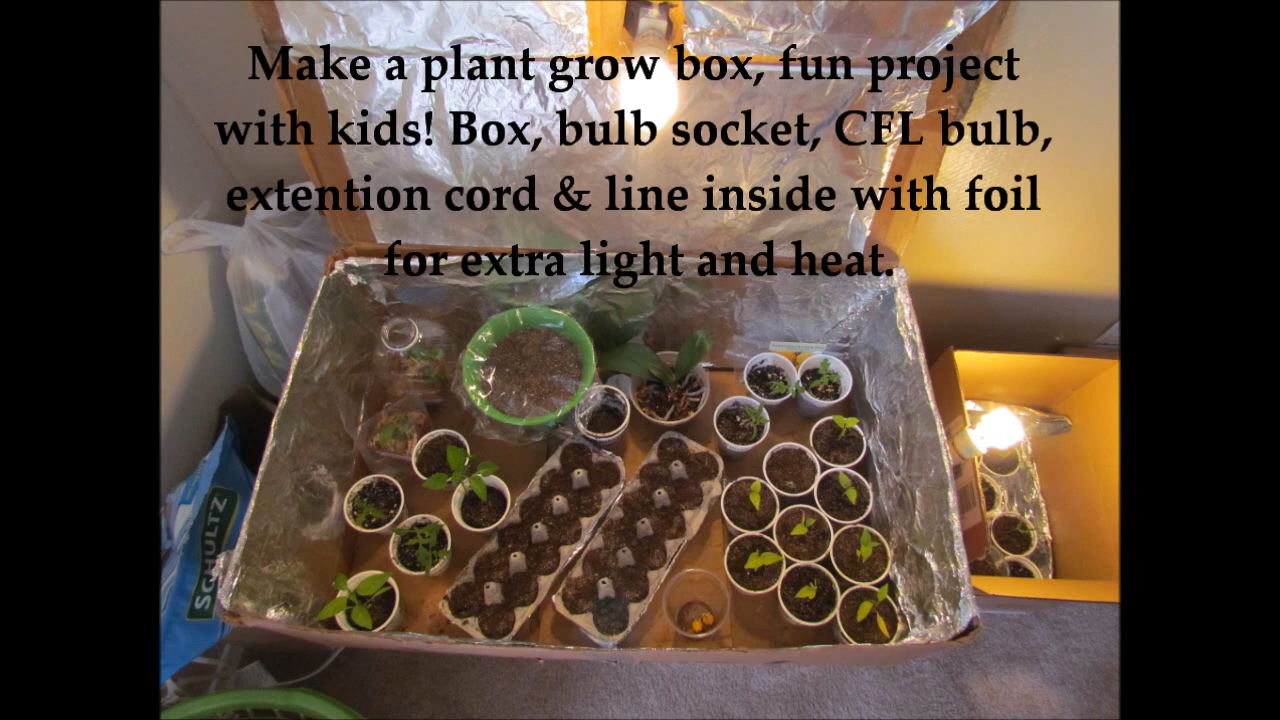 Make a plant grow box, fun project
with kids! Box, bulb socket, CFL bulb,
extention cord & line inside with foil
for extra light and heat.
SCHULTZ